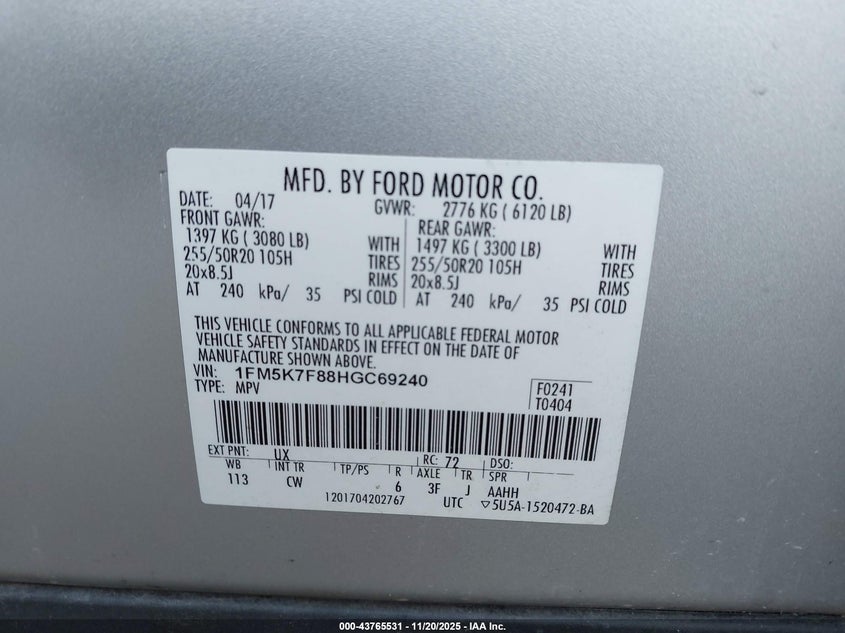 MFD. BY FORD MOTOR CO.
DATE: 04/17 GVWR: 2776 KG ( 6120 LB)
FRONT GAWR: REAR GAWR:
1397 KG ( 3080 LB) WITH 1497 KG ( 3300 LB) WITH
255/50R20 105H TIRES 255/50R20 105H TIRES
20x8.5J RIMS 20x8.5J RIMS
AT 240 kPa/ 35 PSI COLD AT 240 kPa/ 35 PSI COLD
THIS VEHICLE CONFORMS TO ALL APPLICABLE FEDERAL MOTOR
VEHICLE SAFETY STANDARDS IN EFFECT ON THE DATE OF
MANUFACTURE SHOWN ABOVE.
VIN: 1FM5K7F88HGC69240
TYPE: MPV
F0241
T0404
EXT PNT: UX RC: 72 DSO:
WB INT TR TP/PS R AXLE TR SPR
113 CW 6 3F J AAHH
1201704202767 UTC ▽5U5A-1520472-BA
000-43765531 - 11/20/2025 - IAA Inc.